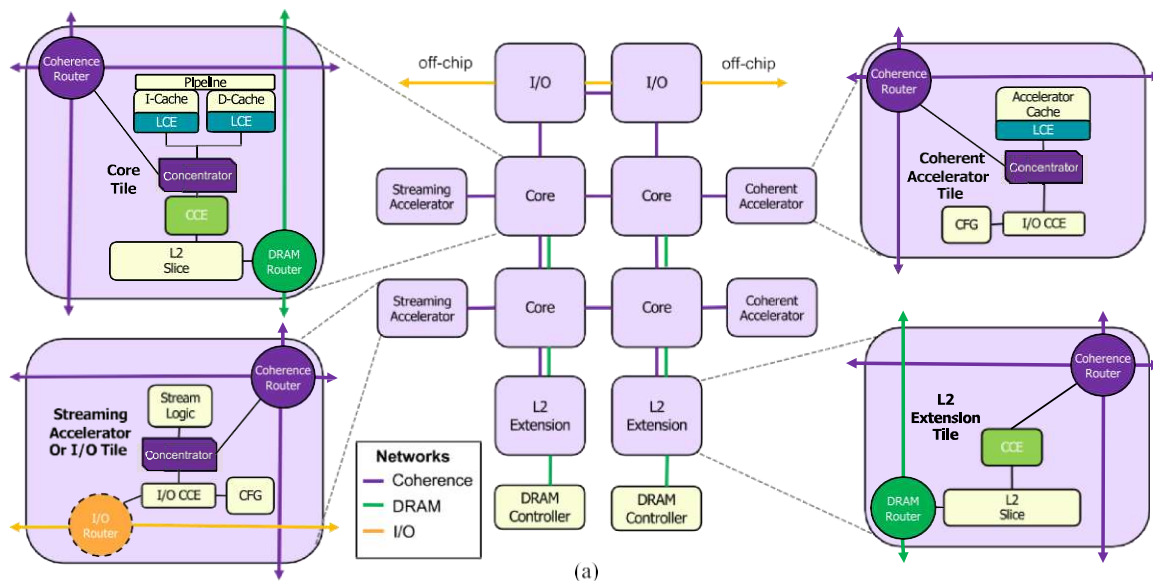 Coherence
Router
Pipeline
I-Cache
D-Cache
LCE
LCE
Core
Tile
Concentrator
CCE
L2
Slice
DRAM
Router
off-chip
I/O
I/O
off-chip
Streaming
Accelerator
Core
Core
Coherent
Accelerator
Streaming
Accelerator
Core
Core
Coherent
Accelerator
L2
Extension
L2
Extension
DRAM
Controller
DRAM
Controller
Networks
Coherence
DRAM
I/O
Coherence
Router
Accelerator
Cache
LCE
Concentrator
Coherent
Accelerator
Tile
CFG
I/O CCE
Coherence
Router
Stream
Logic
Streaming
Accelerator
Or I/O Tile
Concentrator
I/O CCE
CFG
I/O
Router
Coherence
Router
L2
Extension
Tile
CCE
DRAM
Router
L2
Slice
(a)